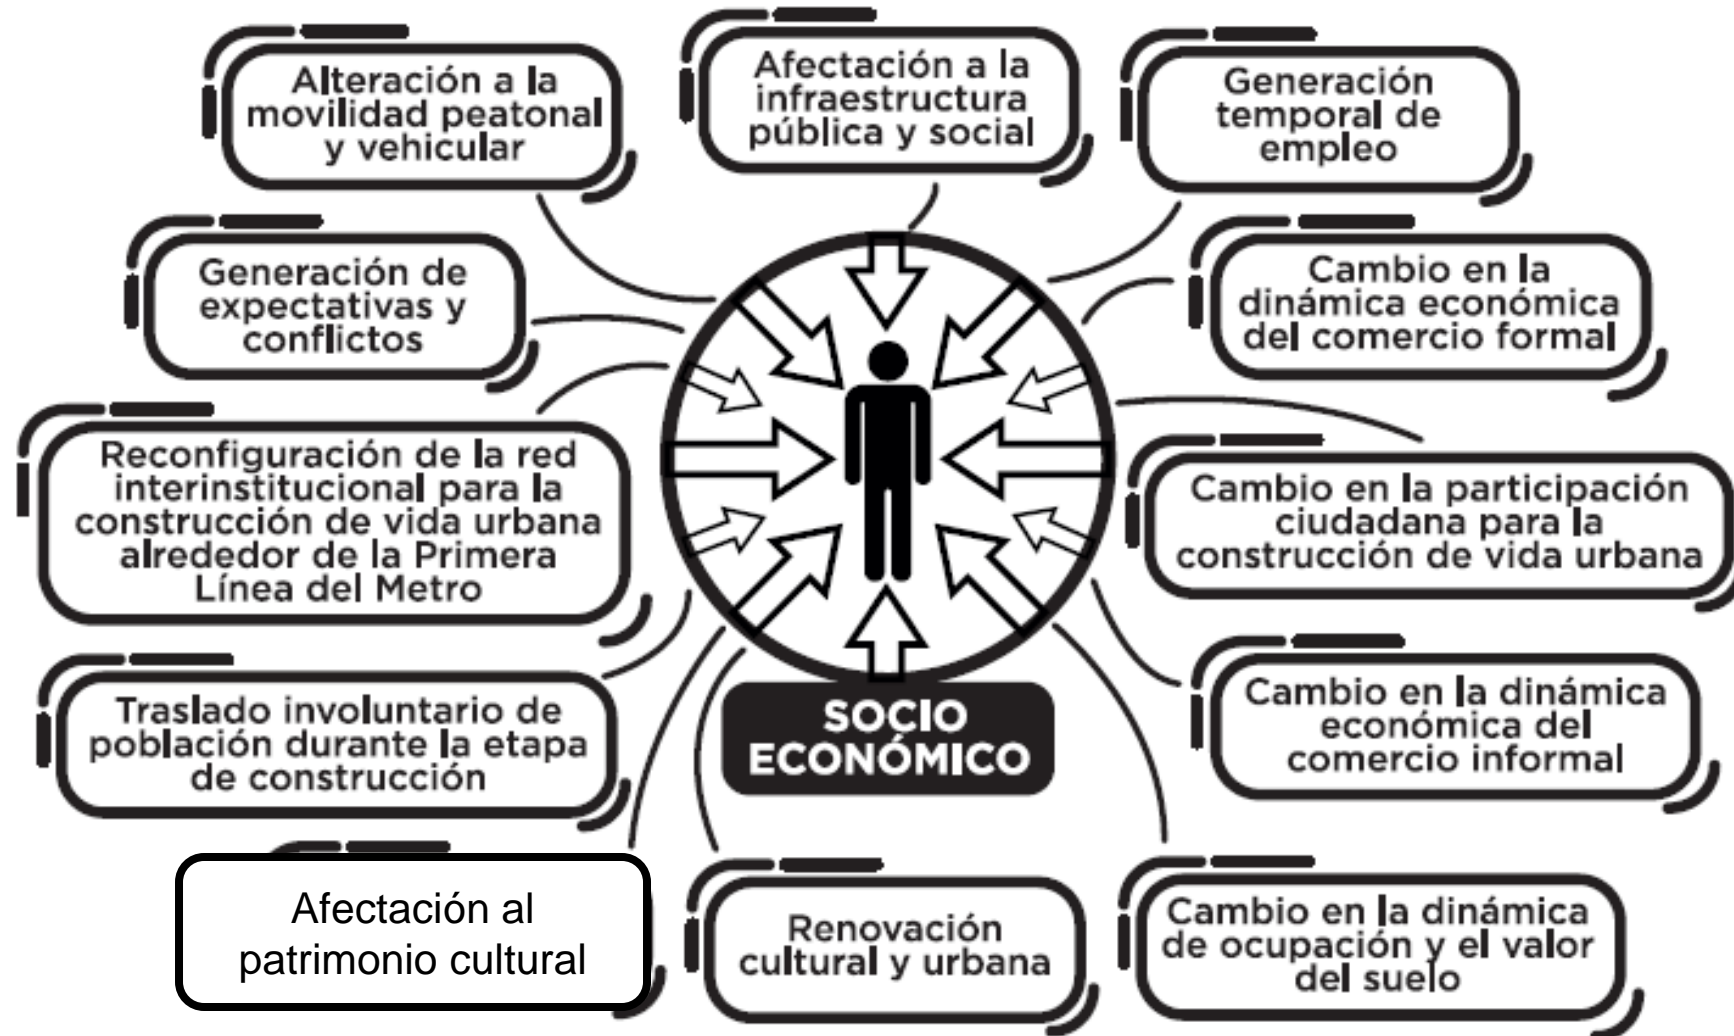 Alteración a la
movilidad peatonal
y vehicular
Afectación a la
infraestructura
pública y social
Generación
temporal de
empleo
Generación de
expectativas y
conflictos
Cambio en la
dinámica económica
del comercio formal
Reconfiguración de la red
interinstitucional para la
construcción de vida urbana
alrededor de la Primera
Línea del Metro
Cambio en la participación
ciudadana para la
construcción de vida urbana
Traslado involuntario de
población durante la etapa
de construcción
SOCIO
ECONÓMICO
Cambio en la dinámica
económica del
comercio informal
Afectación al
patrimonio cultural
Renovación
cultural y urbana
Cambio en la dinámica
de ocupación y el valor
del suelo